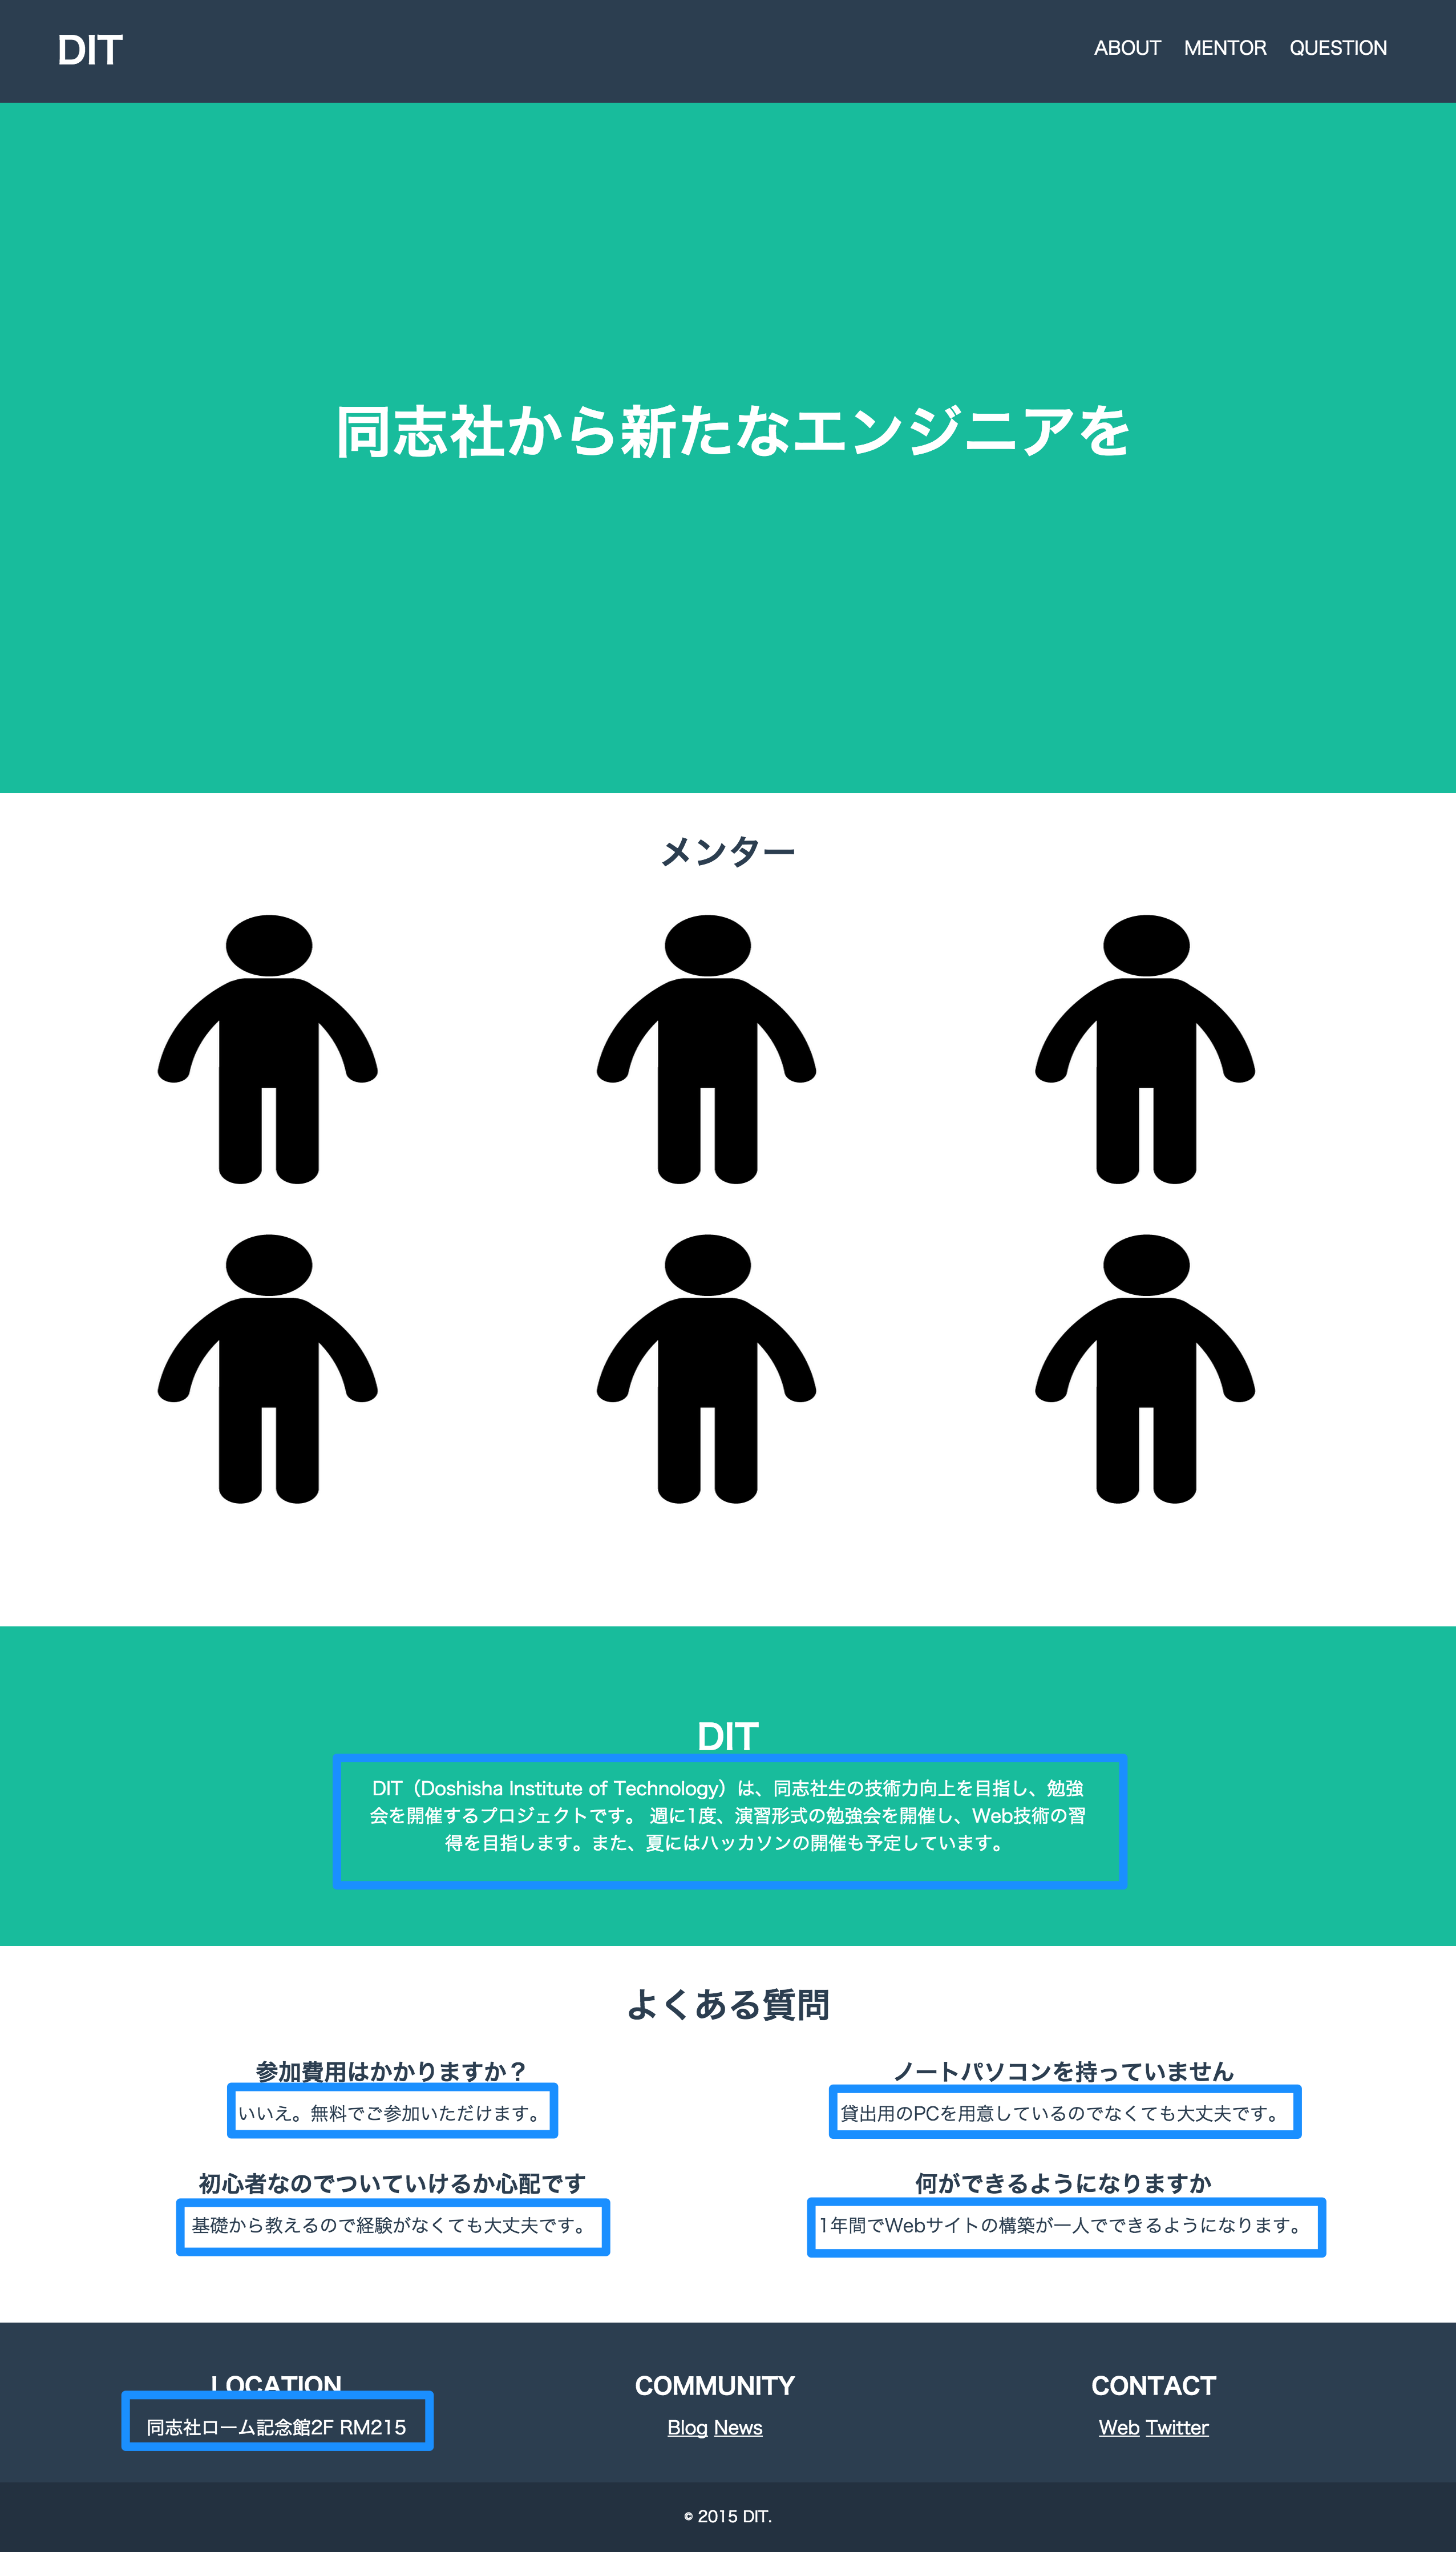 DIT
ABOUT MENTOR QUESTION
同志社から新たなエンジニアを
メンター
DIT
DIT（Doshisha Institute of Technology）は、同志社生の技術力向上を目指し、勉強
会を開催するプロジェクトです。 週に1度、演習形式の勉強会を開催し、Web技術の習
得を目指します。また、夏にはハッカソンの開催も予定しています。
よくある質問
参加費用はかかりますか？
いいえ。無料でご参加いただけます。
ノートパソコンを持っていません
貸出用のPCを用意しているのでなくても大丈夫です。
初心者なのでついていけるか心配です
基礎から教えるので経験がなくても大丈夫です。
何ができるようになりますか
1年間でWebサイトの構築が一人でできるようになります。
LOCATION
同志社ローム記念館2F RM215
COMMUNITY
Blog News
CONTACT
Web Twitter
© 2015 DIT.